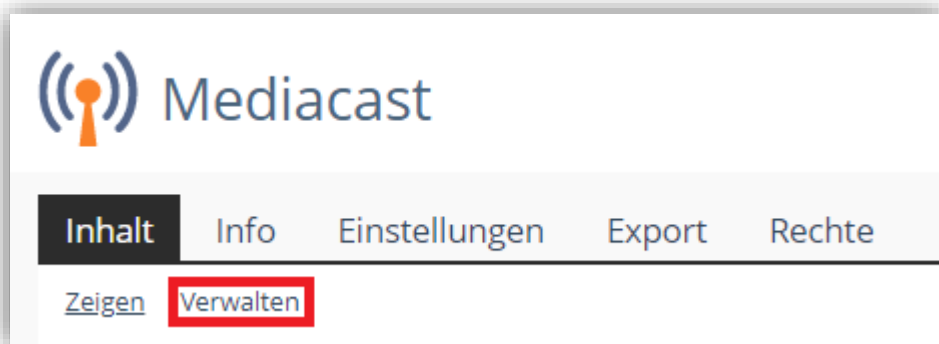 Mediacast
Inhalt Info Einstellungen Export Rechte
Zeigen Verwalten